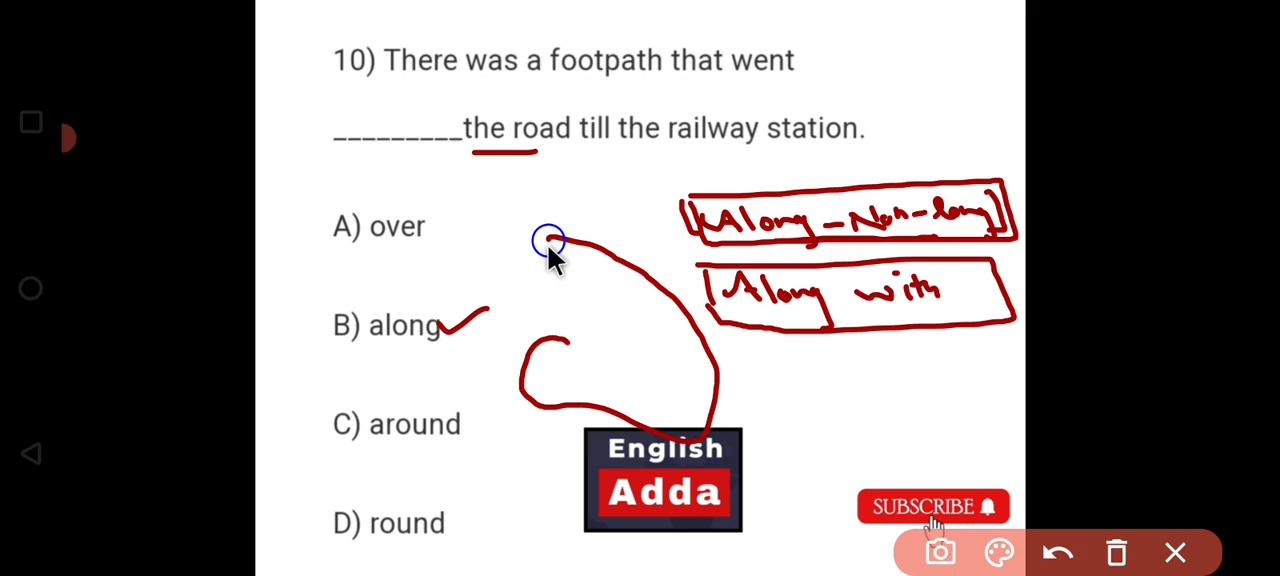 10) There was a footpath that went
_________the road till the railway station.
A) over
Along - Non-living
Along with
B) along
C) around
English
Adda
D) round
SUBSCRIBE